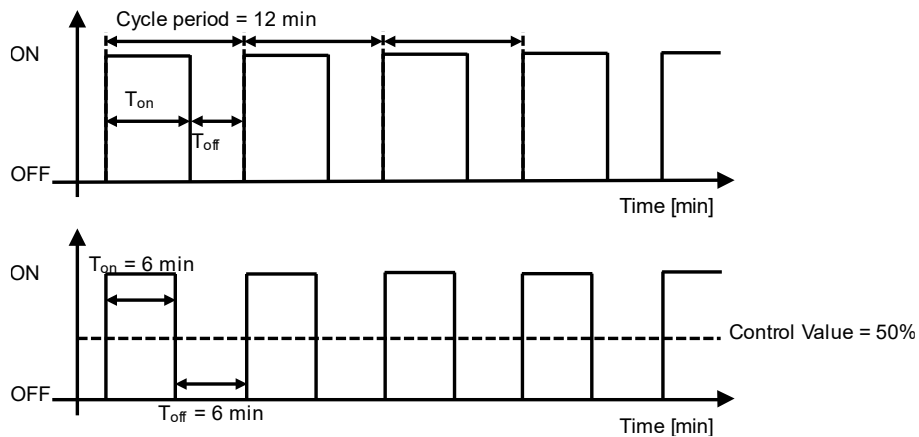 Cycle period = 12 min
ON
Ton
Toff
OFF
Time [min]
ON
Ton = 6 min
Control Value = 50%
OFF
Toff = 6 min
Time [min]